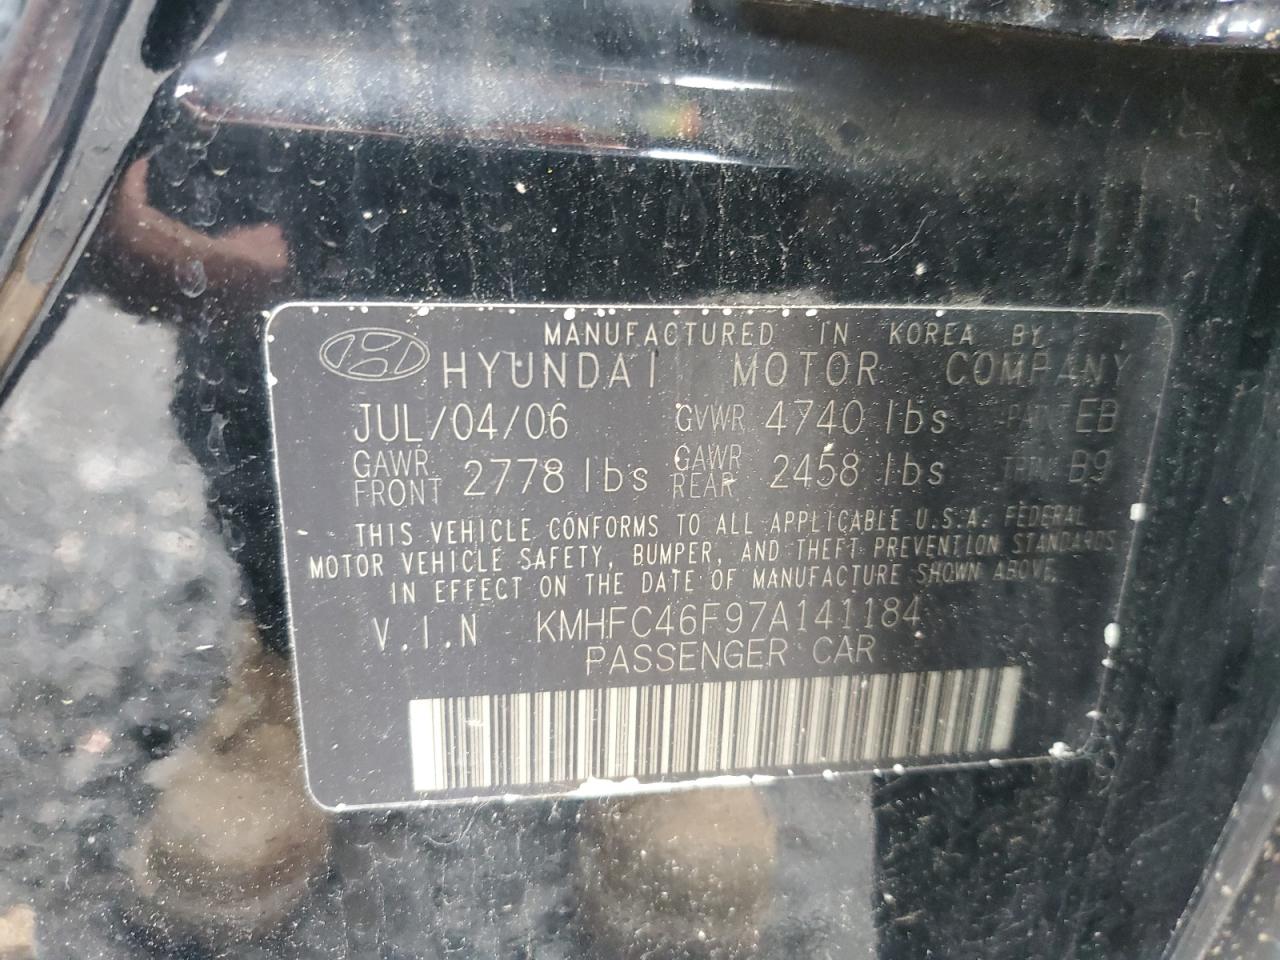 MANUFACTURED IN KOREA BY
HYUNDAI MOTOR COMPANY
JUL/04/06 GVWR 4740 lbs PAINT EB
GAWR FRONT 2778 lbs GAWR REAR 2458 lbs TRIM B9
THIS VEHICLE CONFORMS TO ALL APPLICABLE U.S.A. FEDERAL
MOTOR VEHICLE SAFETY, BUMPER, AND THEFT PREVENTION STANDARDS
IN EFFECT ON THE DATE OF MANUFACTURE SHOWN ABOVE.
V.I.N KMHFC46F97A141184
PASSENGER CAR